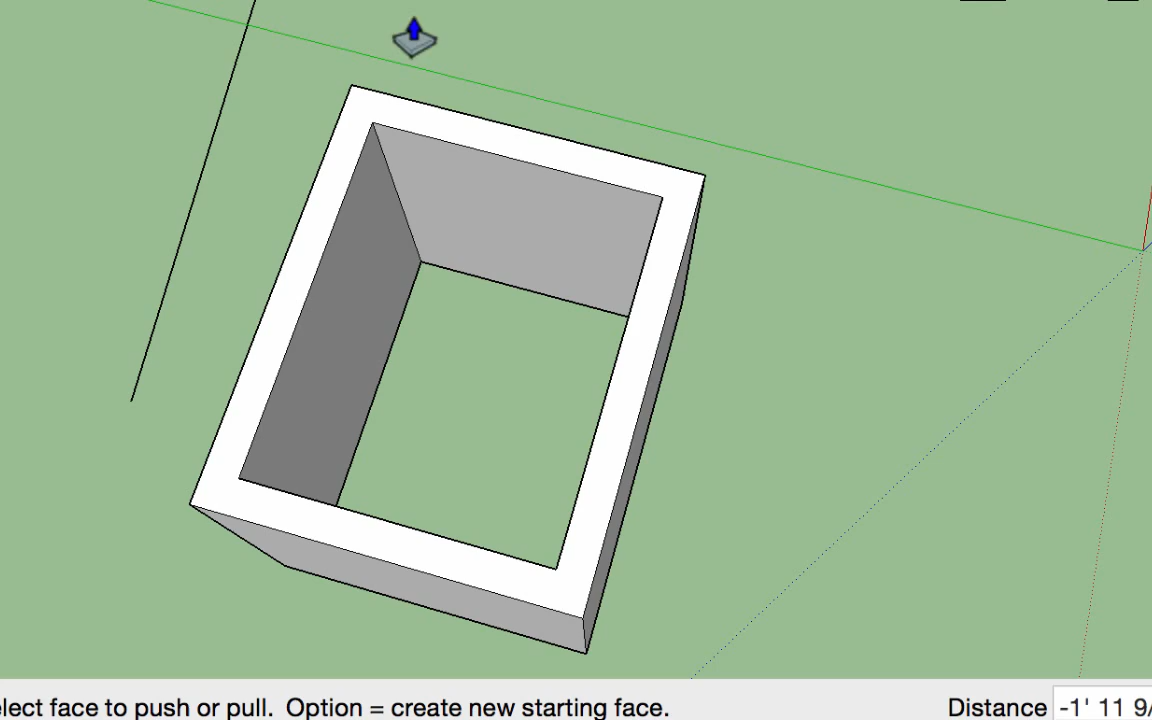 elect face to push or pull. Option = create new starting face. Distance -1' 11 9/